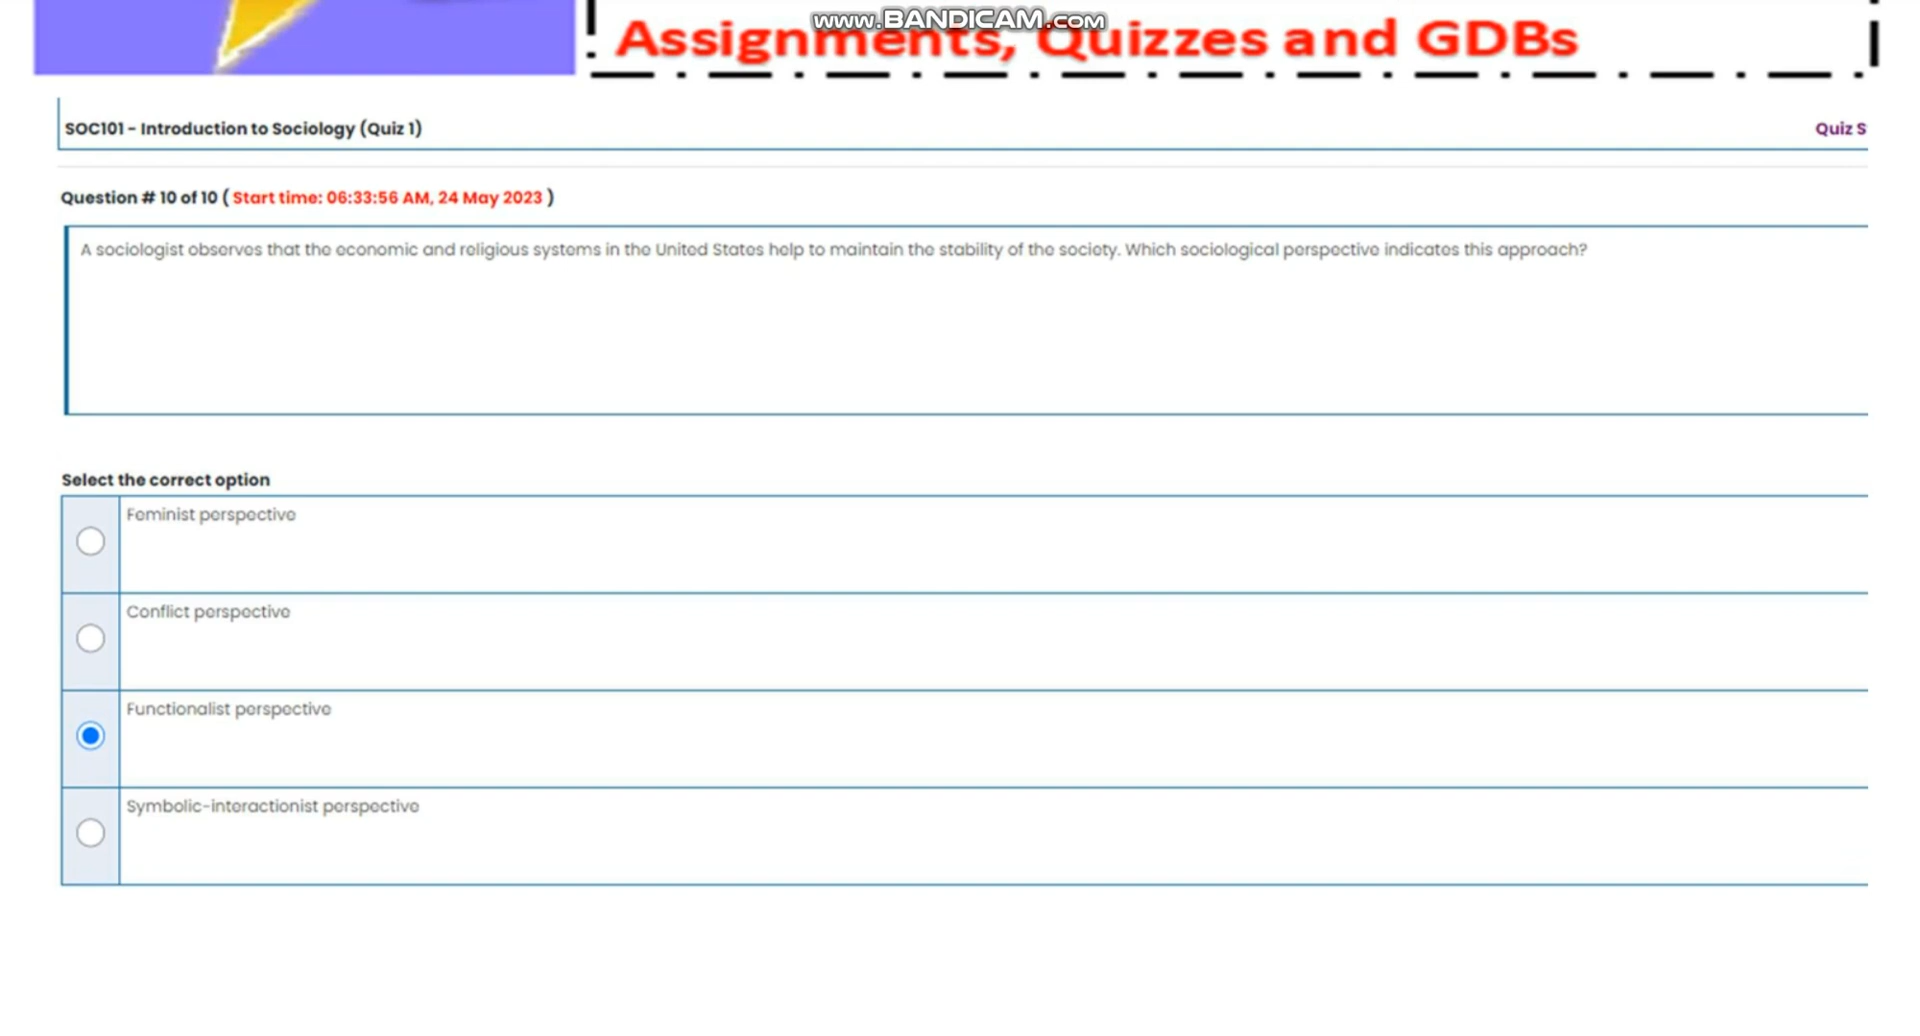 www.BANDICAM.com
Assignments, Quizzes and GDBs
SOC101 - Introduction to Sociology (Quiz 1)
Quiz S
Question # 10 of 10 ( Start time: 06:33:56 AM, 24 May 2023 )
A sociologist observes that the economic and religious systems in the United States help to maintain the stability of the society. Which sociological perspective indicates this approach?
Select the correct option
Feminist perspective
Conflict perspective
Functionalist perspective
Symbolic-interactionist perspective